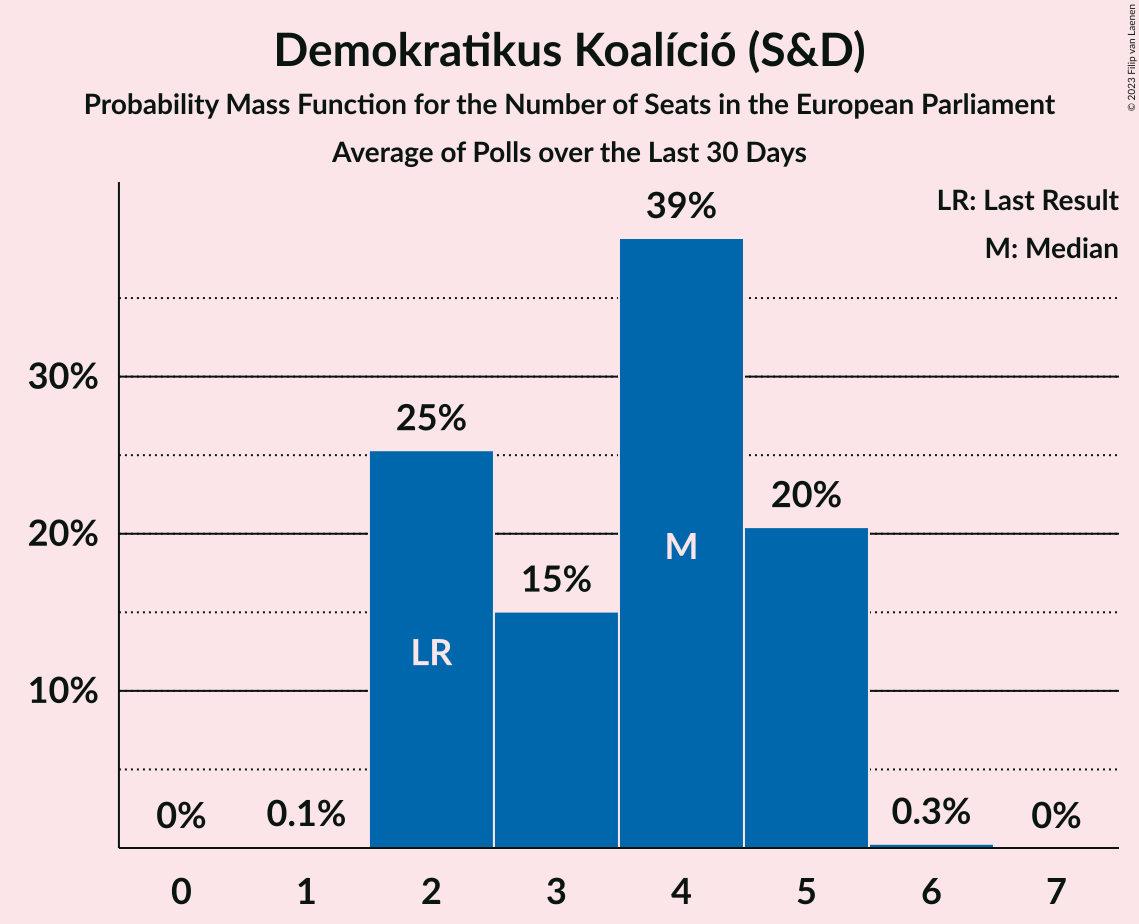 Demokratikus Koalíció (S&D)
Probability Mass Function for the Number of Seats in the European Parliament
Average of Polls over the Last 30 Days
© 2023 Filip van Laenen
LR: Last Result
M: Median
39%
30%
25%
20%
20%
M
15%
LR
10%
0%
0.1%
0.3%
0%
0 1 2 3 4 5 6 7